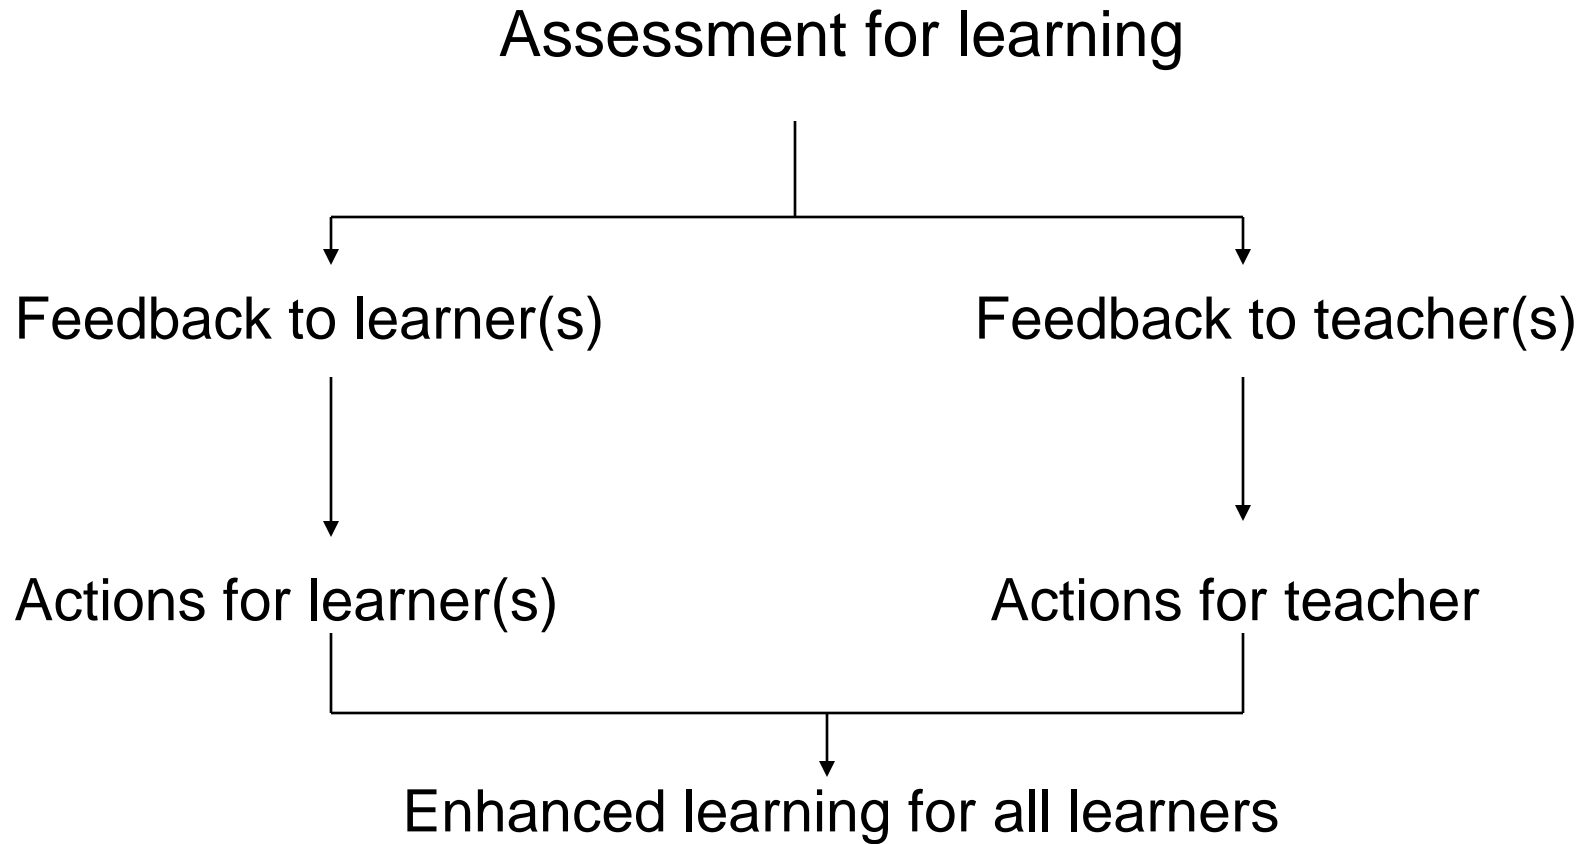 Assessment for learning
Feedback to learner(s)
Feedback to teacher(s)
Actions for learner(s)
Actions for teacher
Enhanced learning for all learners